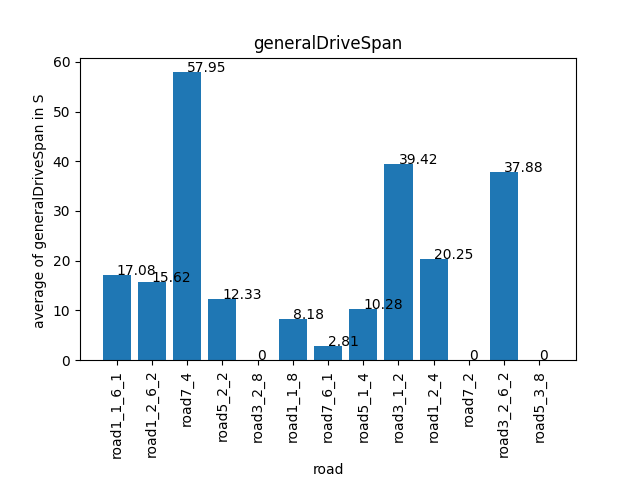 generalDriveSpan
average of generalDriveSpan in S
60
50
40
30
20
10
0
17.08
15.62
57.95
12.33
0
8.18
2.81
10.28
39.42
20.25
0
37.88
0
road1_1_6_1
road1_2_6_2
road7_4
road5_2_2
road3_2_8
road1_1_8
road7_6_1
road5_1_4
road3_1_2
road1_2_4
road7_2
road3_2_6_2
road5_3_8
road